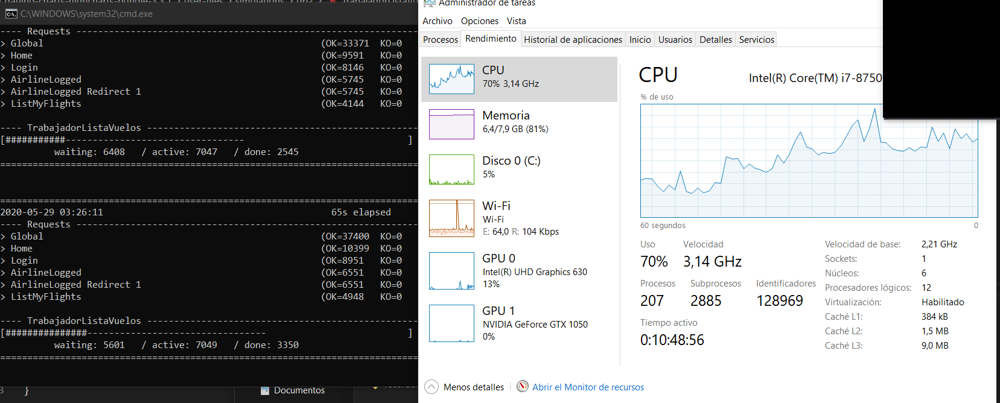 C:\WINDOWS\system32\cmd.exe
---- Requests ---------------------------------------------------------------
> Global (OK=33371 KO=0
> Home (OK=9591 KO=0
> Login (OK=8146 KO=0
> AirlineLogged (OK=5745 KO=0
> AirlineLogged Redirect 1 (OK=5745 KO=0
> ListMyFlights (OK=4144 KO=0
---- TrabajadorListaVuelos --------------------------------------------------
[###########---------------------------------                              ]
waiting: 6408 / active: 7047 / done: 2545
=============================================================================
=============================================================================
2020-05-29 03:26:11 65s elapsed
---- Requests ---------------------------------------------------------------
> Global (OK=37400 KO=0
> Home (OK=10399 KO=0
> Login (OK=8951 KO=0
> AirlineLogged (OK=6551 KO=0
> AirlineLogged Redirect 1 (OK=6551 KO=0
> ListMyFlights (OK=4948 KO=0
---- TrabajadorListaVuelos --------------------------------------------------
[###############---------------------------------                          ]
waiting: 5601 / active: 7049 / done: 3350
=============================================================================
}
Documentos
Administrador de tareas
Archivo Opciones Vista
Procesos Rendimiento Historial de aplicaciones Inicio Usuarios Detalles Servicios
CPU
70% 3,14 GHz
Memoria
6,4/7,9 GB (81%)
Disco 0 (C:)
5%
Wi-Fi
Wi-Fi
E: 64,0 R: 104 Kbps
GPU 0
Intel(R) UHD Graphics 630
13%
GPU 1
NVIDIA GeForce GTX 1050
0%
CPU Intel(R) Core(TM) i7-8750
% de uso
60 segundos 0
Uso Velocidad
70% 3,14 GHz
Procesos Subprocesos Identificadores
207 2885 128969
Tiempo activo
0:10:48:56
Velocidad de base: 2,21 GHz
Sockets: 1
Núcleos: 6
Procesadores lógicos: 12
Virtualización: Habilitado
Caché L1: 384 kB
Caché L2: 1,5 MB
Caché L3: 9,0 MB
Menos detalles Abrir el Monitor de recursos